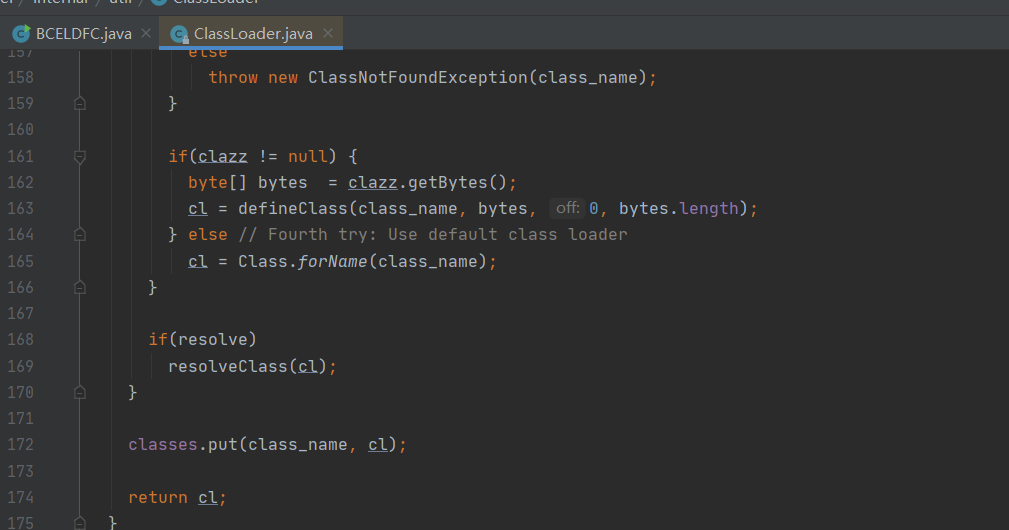 internal / util / ClassLoader
BCELDFC.java × ClassLoader.java ×
157 else
158 throw new ClassNotFoundException(class_name);
159 }
160
161 if(clazz != null) {
162 byte[] bytes  = clazz.getBytes();
163 cl = defineClass(class_name, bytes, off: 0, bytes.length);
164 } else // Fourth try: Use default class loader
165 cl = Class.forName(class_name);
166 }
167
168 if(resolve)
169 resolveClass(cl);
170 }
171
172 classes.put(class_name, cl);
173
174 return cl;
175 }